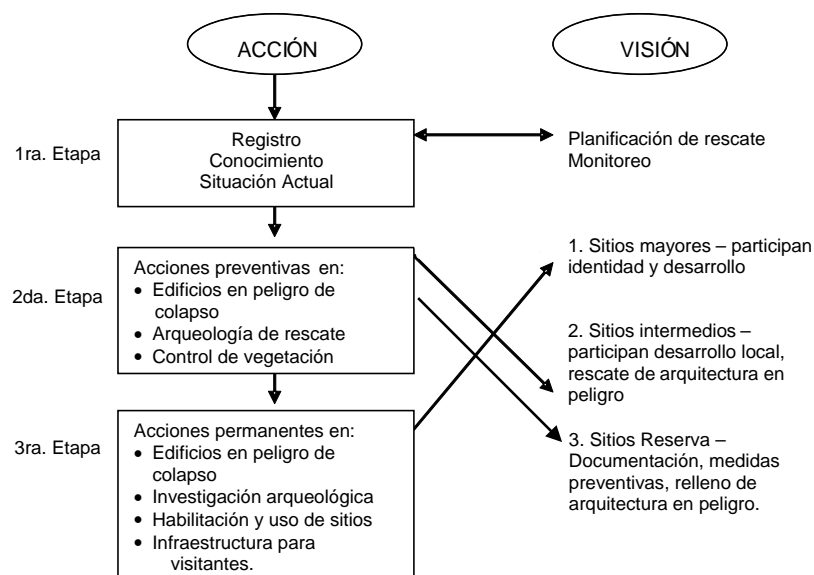 ACCIÓN
VISIÓN
1ra. Etapa
Registro
Conocimiento
Situación Actual
Planificación de rescate
Monitoreo
2da. Etapa
Acciones preventivas en:
• Edificios en peligro de
colapso
• Arqueología de rescate
• Control de vegetación
1. Sitios mayores – participan
identidad y desarrollo
2. Sitios intermedios –
participan desarrollo local,
rescate de arquitectura en
peligro
3ra. Etapa
Acciones permanentes en:
• Edificios en peligro de
colapso
• Investigación arqueológica
• Habilitación y uso de sitios
• Infraestructura para
visitantes.
3. Sitios Reserva –
Documentación, medidas
preventivas, relleno de
arquitectura en peligro.